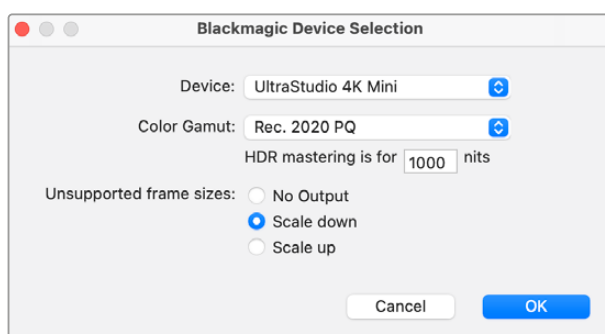 Blackmagic Device Selection
Device: UltraStudio 4K Mini
Color Gamut: Rec. 2020 PQ
HDR mastering is for 1000 nits
Unsupported frame sizes: No Output
Scale down
Scale up
Cancel OK